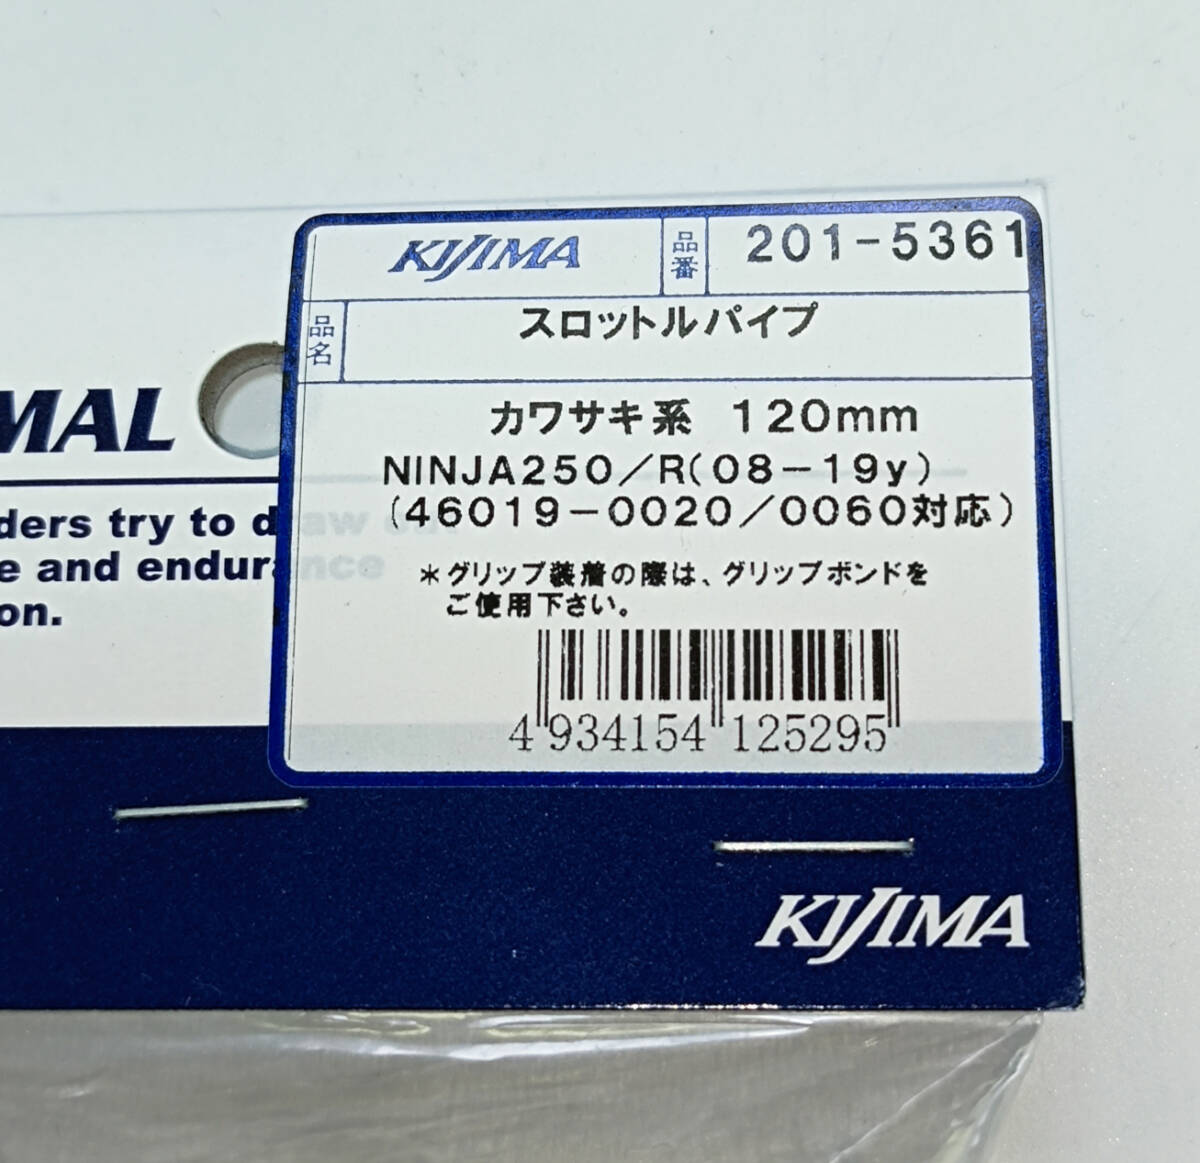 KIJIMA 品番 201-5361
品名 スロットルパイプ
カワサキ系 120mm
NINJA250/R(08-19y)
(46019-0020/0060対応)
*グリップ装着の際は、グリップボンドを
ご使用下さい。
4 934154 125295
MAL
ders try to draw out
e and endurance
on.
KIJIMA